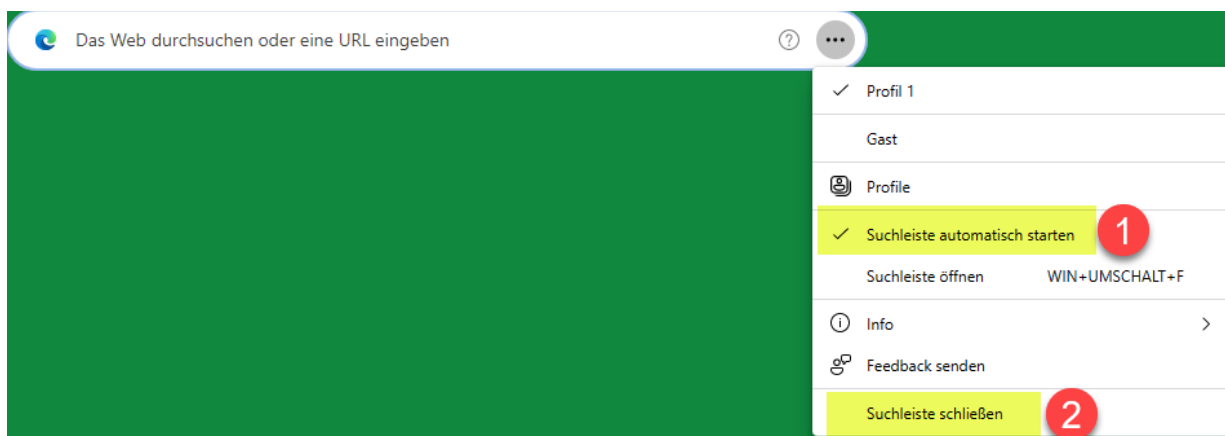 Das Web durchsuchen oder eine URL eingeben
Profil 1
Gast
Profile
Suchleiste automatisch starten 1
Suchleiste öffnen WIN+UMSCHALT+F
Info
Feedback senden
Suchleiste schließen 2